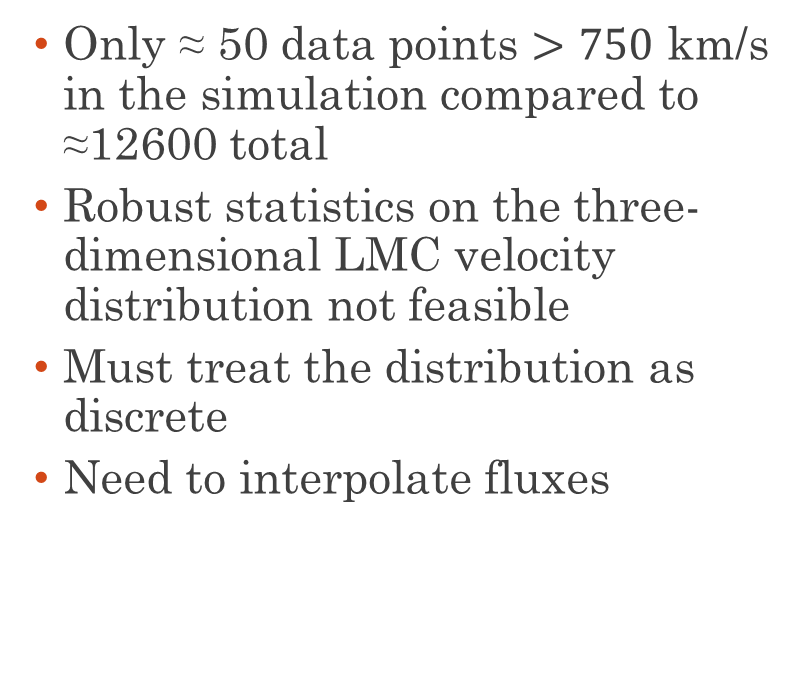 • Only ≈ 50 data points > 750 km/s
in the simulation compared to
≈12600 total
• Robust statistics on the three-
dimensional LMC velocity
distribution not feasible
• Must treat the distribution as
discrete
• Need to interpolate fluxes